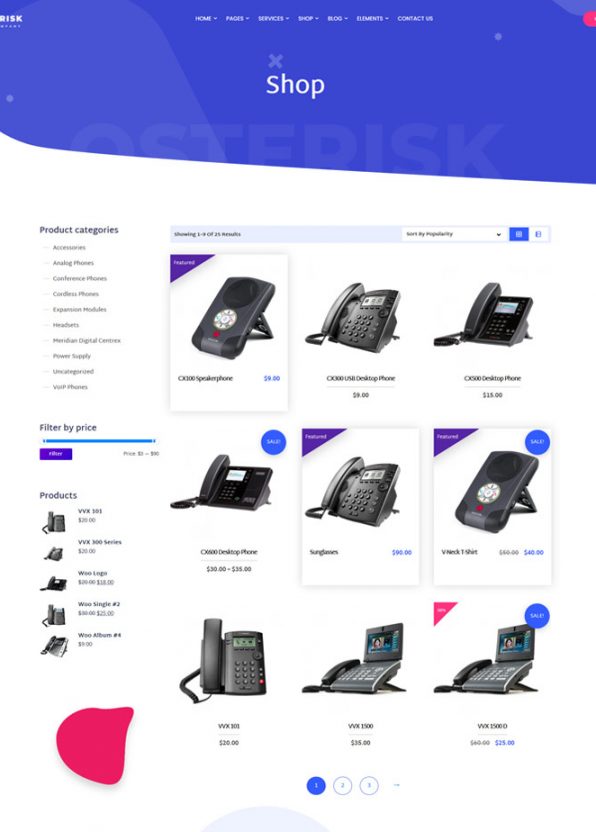 RISK
OMPANY
HOME PAGES SERVICES SHOP BLOG ELEMENTS CONTACT US
Shop
OSTERISK
Product categories
Accessories
Analog Phones
Conference Phones
Cordless Phones
Expansion Modules
Headsets
Meridian Digital Centrex
Power Supply
Uncategorized
VoIP Phones
Filter by price
Filter Price: $0 — $90
Products
VVX 101
$20.00
VVX 300 Series
$20.00
Woo Logo
$20.00 $18.00
Woo Single #2
$30.00 $25.00
Woo Album #4
$9.00
Showing 1-9 Of 25 Results
Sort By Popularity
Featured
CX100 Speakerphone $9.00
CX300 USB Desktop Phone
$9.00
CX500 Desktop Phone
$15.00
SALE!
CX600 Desktop Phone
$30.00 – $35.00
Featured
Sunglasses $90.00
Featured
SALE!
V-Neck T-Shirt $50.00 $40.00
VVX 101
$20.00
VVX 1500
$35.00
SALE!
VVX 1500 D
$60.00 $25.00
1 2 3 →